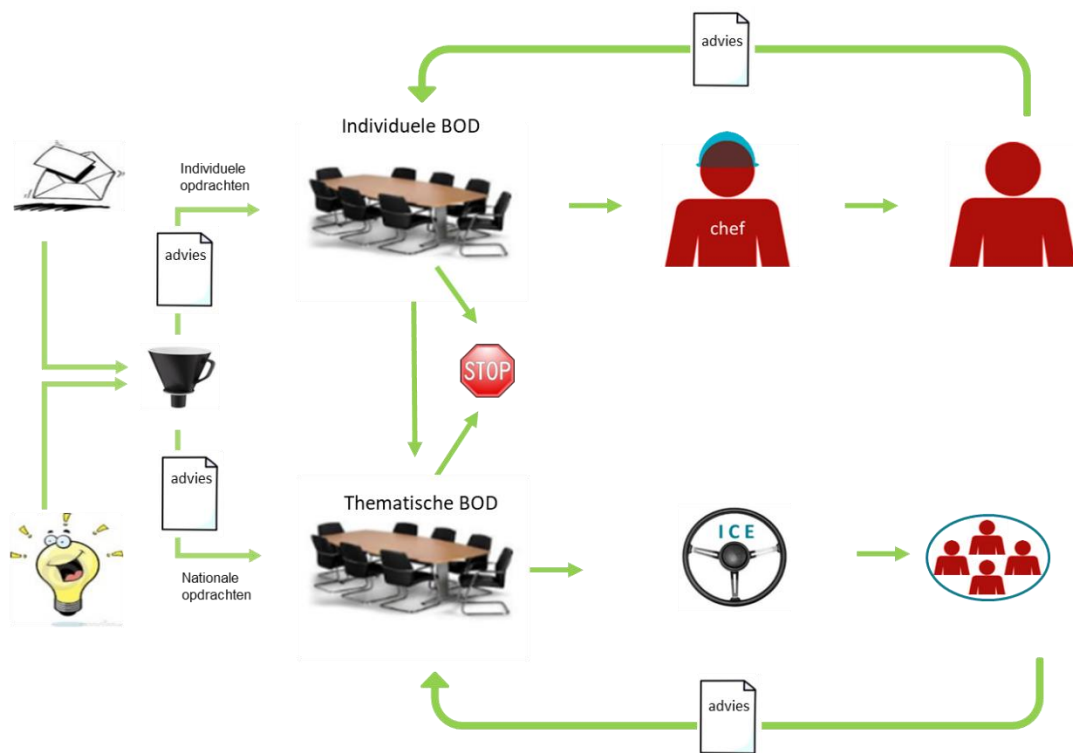 advies
Individuele BOD
Individuele
opdrachten
chef
advies
STOP
advies
Thematische BOD
ICE
Nationale
opdrachten
advies